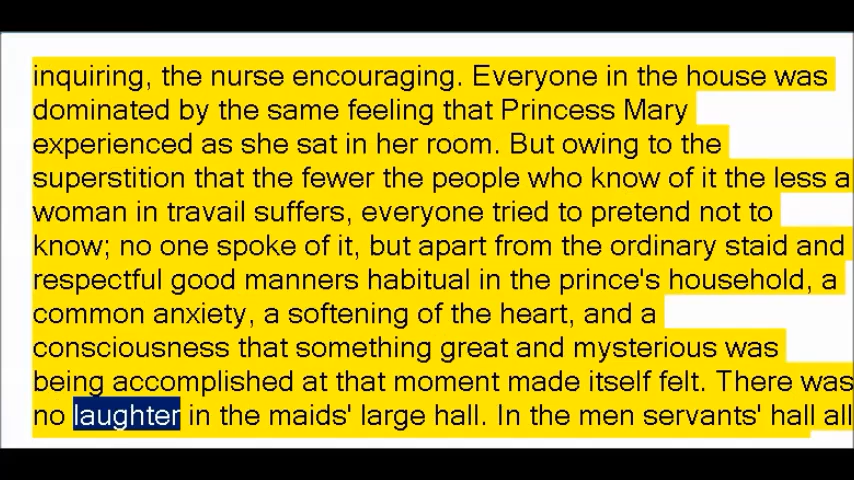 inquiring, the nurse encouraging. Everyone in the house was
dominated by the same feeling that Princess Mary
experienced as she sat in her room. But owing to the
superstition that the fewer the people who know of it the less a
woman in travail suffers, everyone tried to pretend not to
know; no one spoke of it, but apart from the ordinary staid and
respectful good manners habitual in the prince's household, a
common anxiety, a softening of the heart, and a
consciousness that something great and mysterious was
being accomplished at that moment made itself felt. There was
no laughter in the maids' large hall. In the men servants' hall all